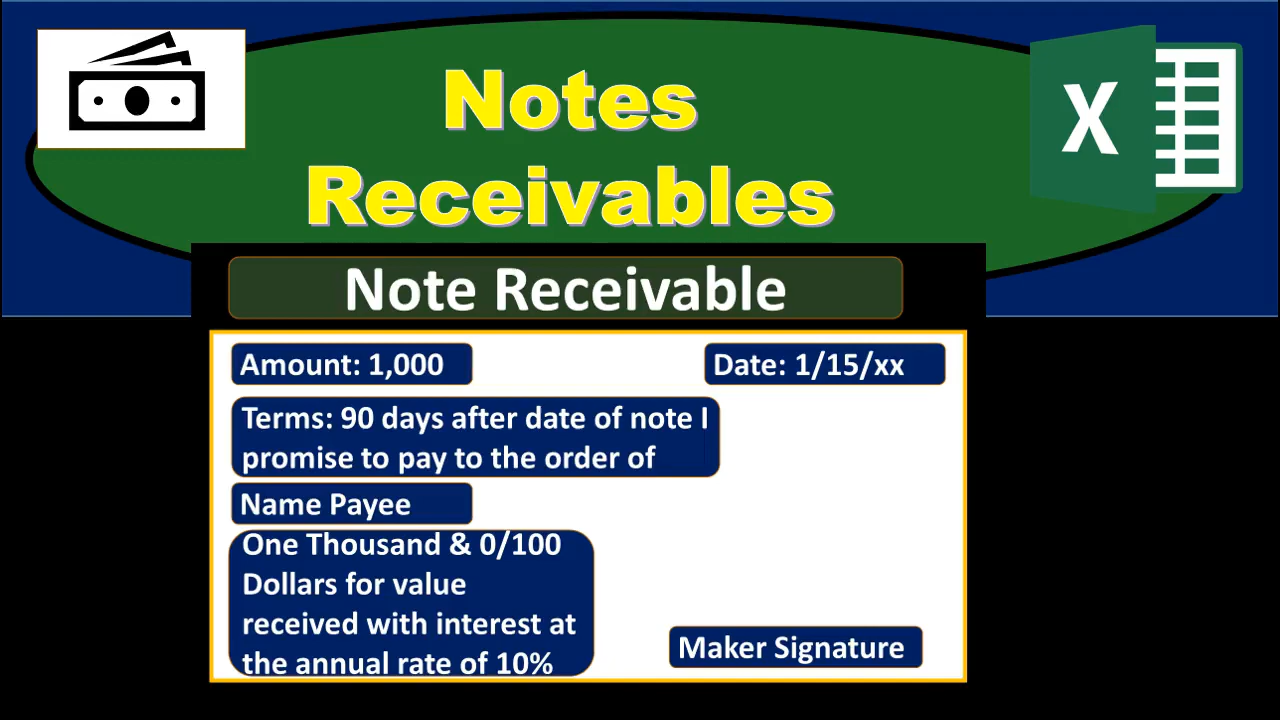 Notes
Receivables
X
Note Receivable
Amount: 1,000
Date: 1/15/xx
Terms: 90 days after date of note I
promise to pay to the order of
Name Payee
One Thousand & 0/100
Dollars for value
received with interest at
the annual rate of 10%
Maker Signature